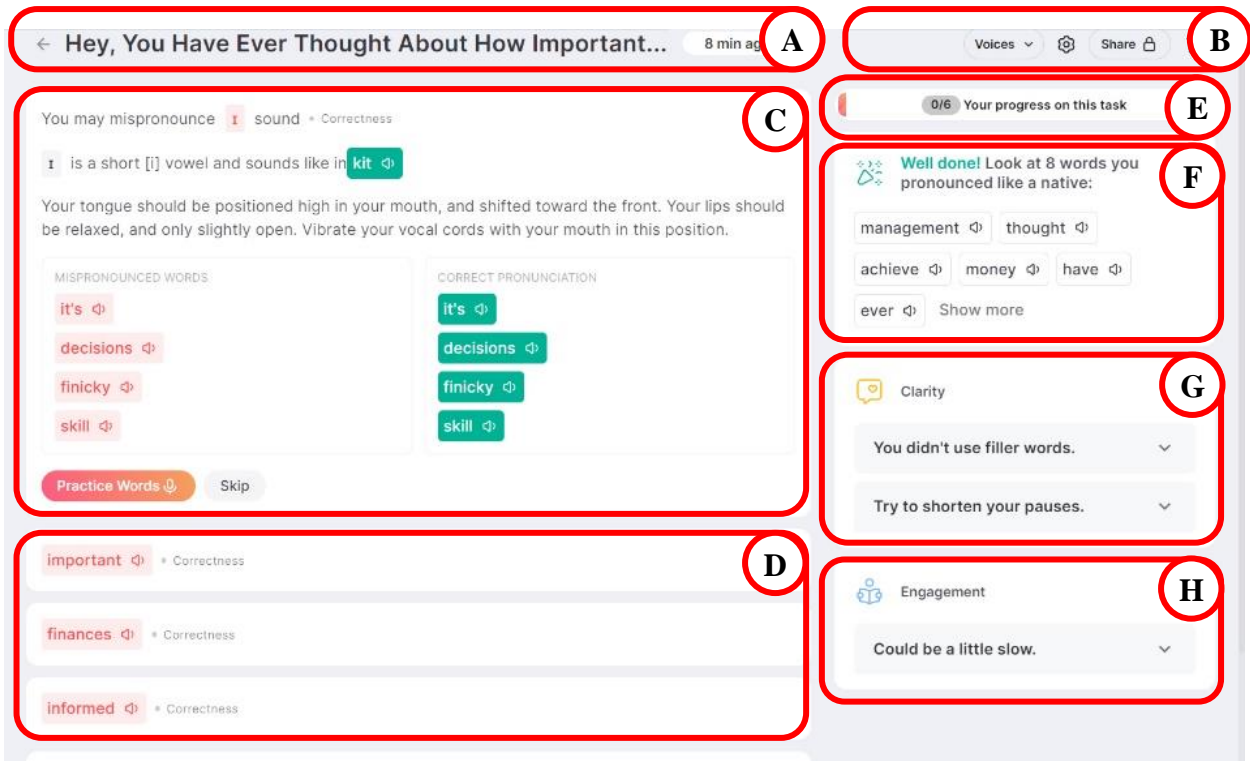 ← Hey, You Have Ever Thought About How Important... 8 min ag A
Voices Share B
You may mispronounce ɪ sound • Correctness C
ɪ is a short [i] vowel and sounds like in kit
Your tongue should be positioned high in your mouth, and shifted toward the front. Your lips should
be relaxed, and only slightly open. Vibrate your vocal cords with your mouth in this position.
MISPRONOUNCED WORDS
it's
decisions
finicky
skill
CORRECT PRONUNCIATION
it's
decisions
finicky
skill
Practice Words Skip
important • Correctness D
finances • Correctness
informed • Correctness
0/6 Your progress on this task E
Well done! Look at 8 words you F
pronounced like a native:
management thought
achieve money have
ever Show more
Clarity G
You didn't use filler words.
Try to shorten your pauses.
Engagement H
Could be a little slow.